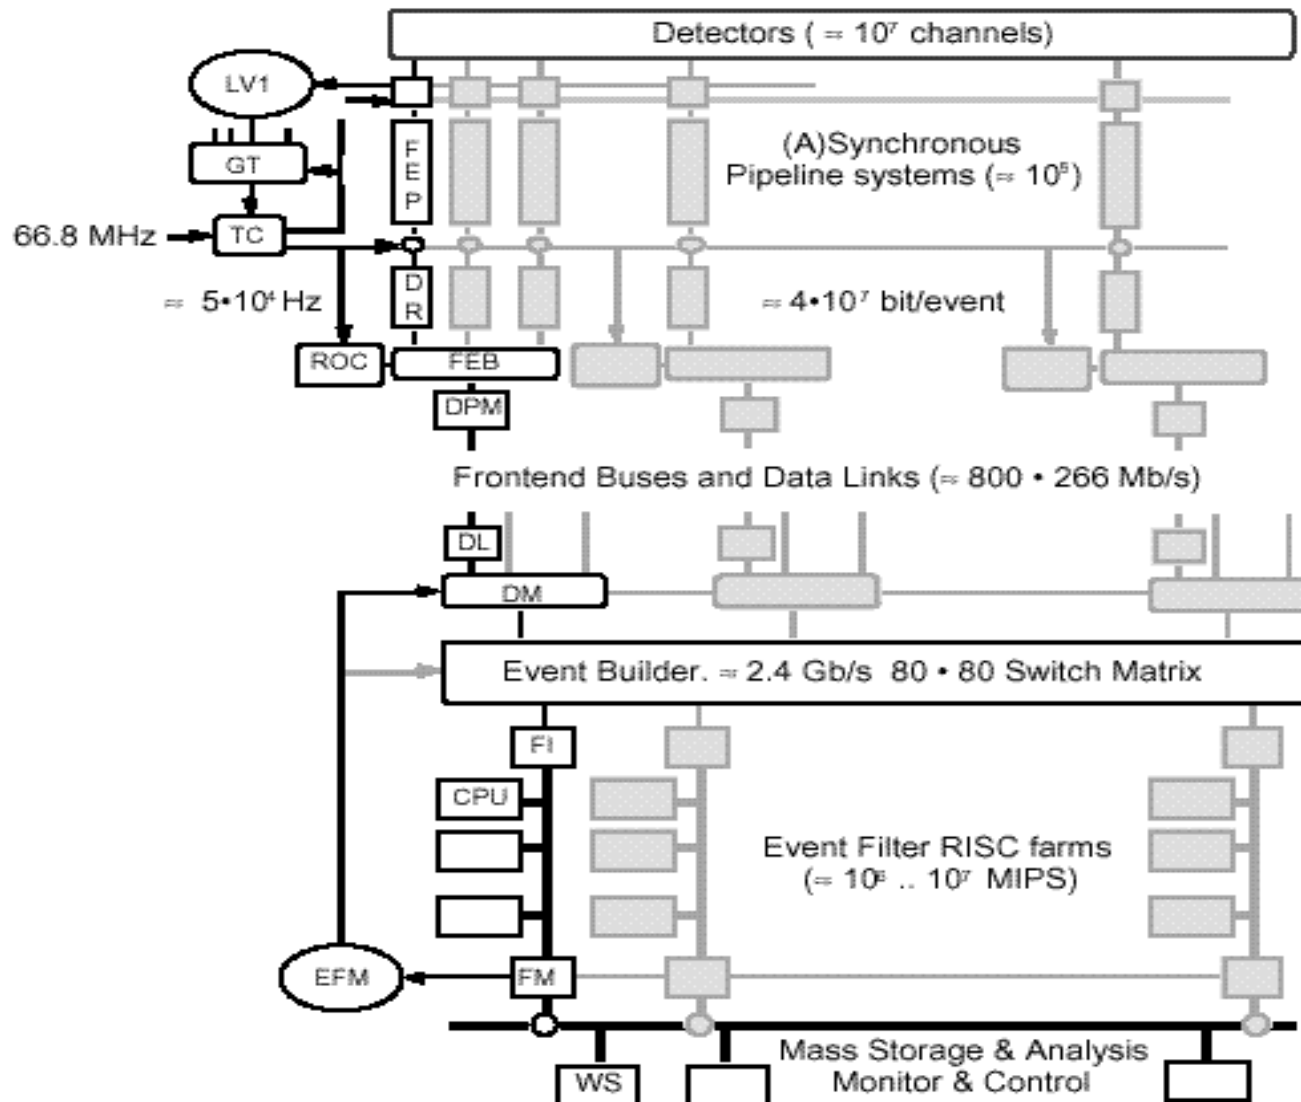 Detectors ( ≈ 10⁷ channels)
LV1
GT
F
E
P
(A)Synchronous
Pipeline systems (≈ 10⁵)
66.8 MHz
TC
≈ 5•10⁴ Hz
D
R
≈ 4•10⁷ bit/event
ROC
FEB
DPM
Frontend Buses and Data Links (≈ 800 • 266 Mb/s)
DL
DM
Event Builder. ≈ 2.4 Gb/s 80 • 80 Switch Matrix
FI
CPU
Event Filter RISC farms
(≈ 10⁶ .. 10⁷ MIPS)
EFM
FM
Mass Storage & Analysis
Monitor & Control
WS